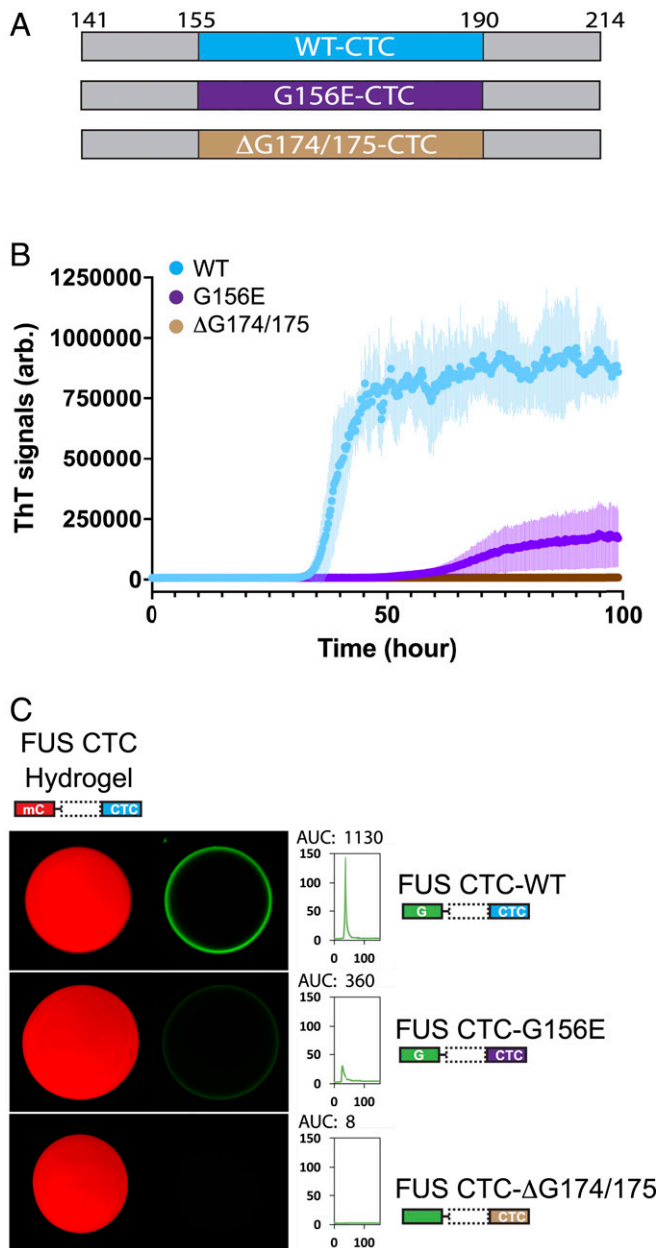 A
141 155 190 214
WT-CTC
G156E-CTC
ΔG174/175-CTC
B
WT
G156E
ΔG174/175
1250000
1000000
750000
500000
250000
0
ThT signals (arb.)
0 50 100
Time (hour)
C
FUS CTC
Hydrogel
mC CTC
AUC: 1130
150
100
50
0
0 100
FUS CTC-WT
G CTC
AUC: 360
150
100
50
0
0 100
FUS CTC-G156E
G CTC
AUC: 8
150
100
50
0
0 100
FUS CTC-ΔG174/175
CTC